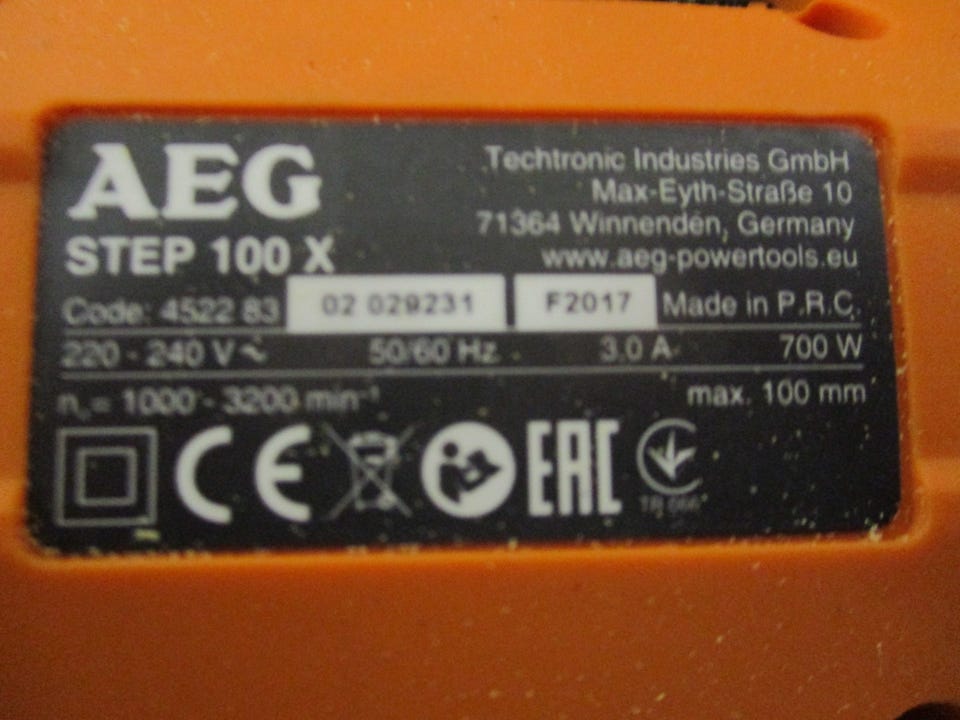 AEG
STEP 100 X
Techtronic Industries GmbH
Max-Eyth-Straße 10
71364 Winnenden, Germany
www.aeg-powertools.eu
Code: 4522 83 02 029231 F2017 Made in P.R.C.
220 - 240 V ~ 50/60 Hz 3.0 A 700 W
n₀ = 1000 - 3200 min⁻¹ max. 100 mm
CE EAC